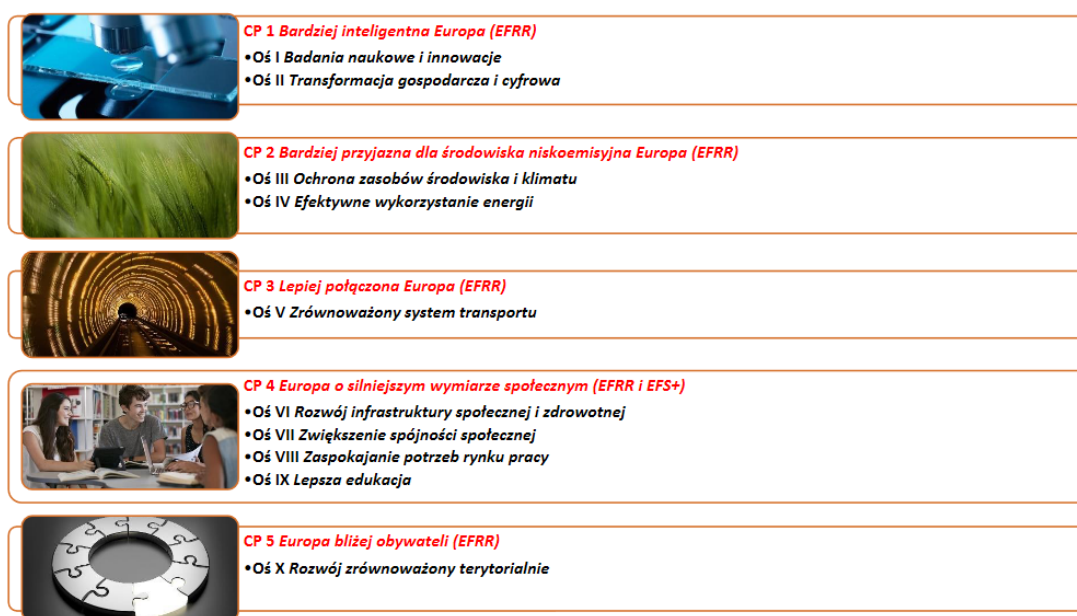 CP 1 Bardziej inteligentna Europa (EFRR)
•Oś I Badania naukowe i innowacje
•Oś II Transformacja gospodarcza i cyfrowa
CP 2 Bardziej przyjazna dla środowiska niskoemisyjna Europa (EFRR)
•Oś III Ochrona zasobów środowiska i klimatu
•Oś IV Efektywne wykorzystanie energii
CP 3 Lepiej połączona Europa (EFRR)
•Oś V Zrównoważony system transportu
CP 4 Europa o silniejszym wymiarze społecznym (EFRR i EFS+)
•Oś VI Rozwój infrastruktury społecznej i zdrowotnej
•Oś VII Zwiększenie spójności społecznej
•Oś VIII Zaspokajanie potrzeb rynku pracy
•Oś IX Lepsza edukacja
CP 5 Europa bliżej obywateli (EFRR)
•Oś X Rozwój zrównoważony terytorialnie